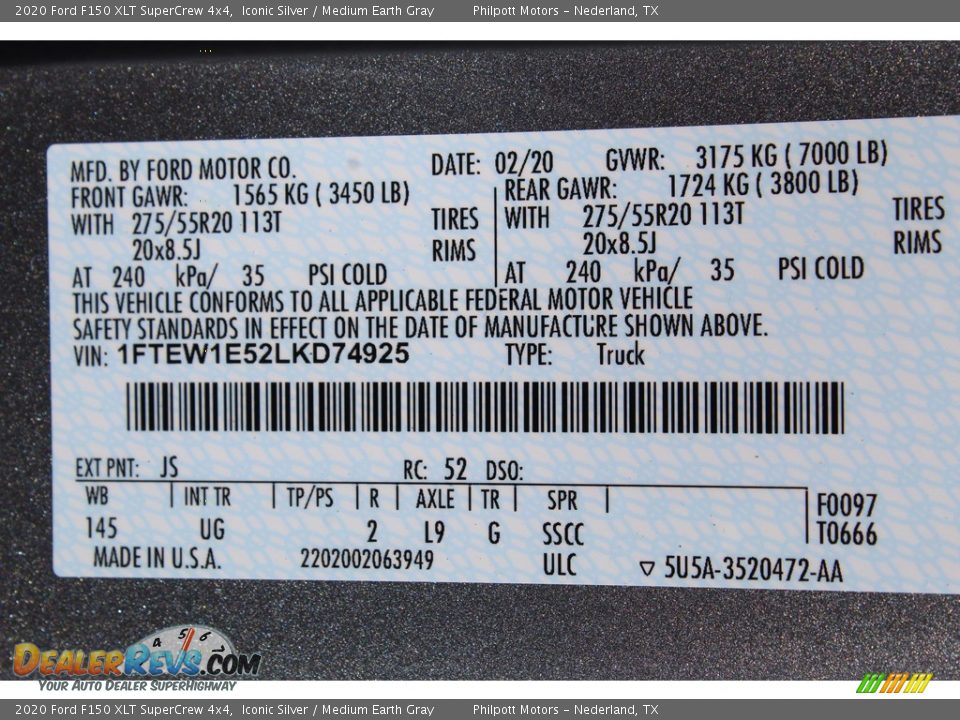 2020 Ford F150 XLT SuperCrew 4x4, Iconic Silver / Medium Earth Gray Philpott Motors - Nederland, TX
MFD. BY FORD MOTOR CO. DATE: 02/20 GVWR: 3175 KG ( 7000 LB)
FRONT GAWR: 1565 KG ( 3450 LB) REAR GAWR: 1724 KG ( 3800 LB)
WITH 275/55R20 113T TIRES WITH 275/55R20 113T TIRES
20x8.5J RIMS 20x8.5J RIMS
AT 240 kPa/ 35 PSI COLD AT 240 kPa/ 35 PSI COLD
THIS VEHICLE CONFORMS TO ALL APPLICABLE FEDERAL MOTOR VEHICLE
SAFETY STANDARDS IN EFFECT ON THE DATE OF MANUFACTURE SHOWN ABOVE.
VIN: 1FTEW1E52LKD74925 TYPE: Truck
EXT PNT: JS RC: 52 DSO:
WB INT TR TP/PS R AXLE TR SPR F0097
145 UG 2 L9 G SSCC T0666
MADE IN U.S.A. 2202002063949 ULC ▽ 5U5A-3520472-AA
4 5 6
DealerRevs.com
Your Auto Dealer SuperHighway
2020 Ford F150 XLT SuperCrew 4x4, Iconic Silver / Medium Earth Gray Philpott Motors - Nederland, TX